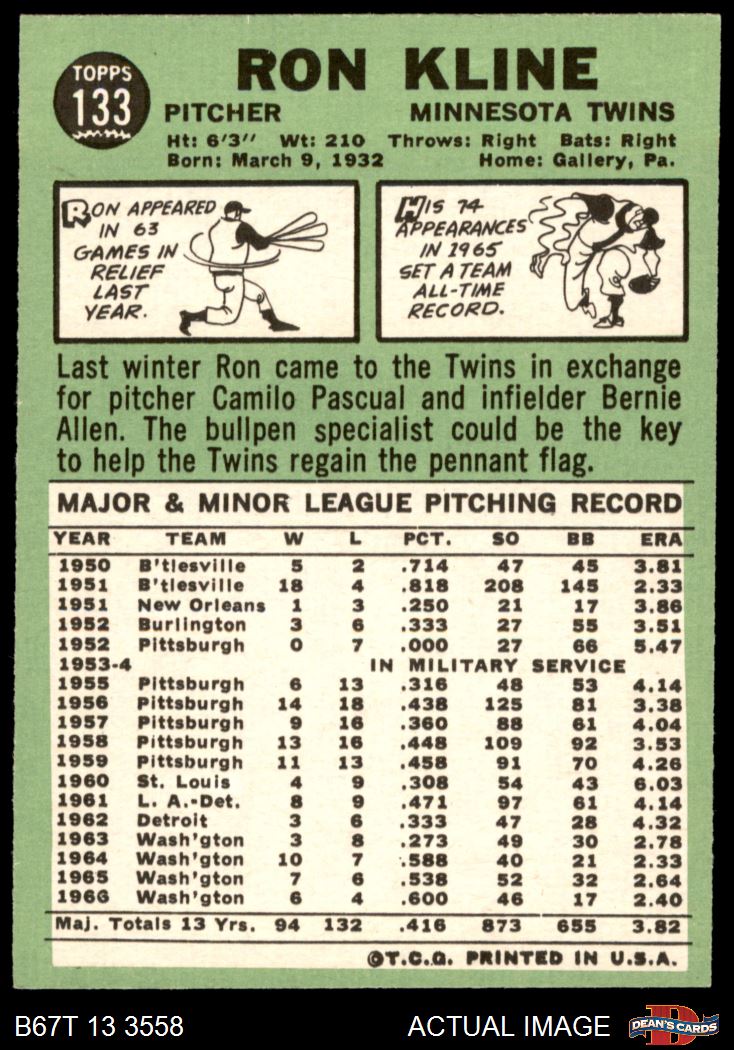 TOPPS
133
RON KLINE
PITCHER MINNESOTA TWINS
Ht: 6'3" Wt: 210 Throws: Right Bats: Right
Born: March 9, 1932 Home: Gallery, Pa.
RON APPEARED
IN 63
GAMES IN
RELIEF
LAST
YEAR.
HIS 74
APPEARANCES
IN 1965
SET A TEAM
ALL-TIME
RECORD.
Last winter Ron came to the Twins in exchange
for pitcher Camilo Pascual and infielder Bernie
Allen. The bullpen specialist could be the key
to help the Twins regain the pennant flag.
MAJOR & MINOR LEAGUE PITCHING RECORD
YEAR TEAM W L PCT. SO BB ERA
1950 B'tlesville 5 2 .714 47 45 3.81
1951 B'tlesville 18 4 .818 208 145 2.33
1951 New Orleans 1 3 .250 21 17 3.86
1952 Burlington 3 6 .333 27 55 3.51
1952 Pittsburgh 0 7 .000 27 66 5.47
1953-4 IN MILITARY SERVICE
1955 Pittsburgh 6 13 .316 48 53 4.14
1956 Pittsburgh 14 18 .438 125 81 3.38
1957 Pittsburgh 9 16 .360 88 61 4.04
1958 Pittsburgh 13 16 .448 109 92 3.53
1959 Pittsburgh 11 13 .458 91 70 4.26
1960 St. Louis 4 9 .308 54 43 6.03
1961 L. A.-Det. 8 9 .471 97 61 4.14
1962 Detroit 3 6 .333 47 28 4.32
1963 Wash'gton 3 8 .273 49 30 2.78
1964 Wash'gton 10 7 .588 40 21 2.33
1965 Wash'gton 7 6 .538 52 32 2.64
1966 Wash'gton 6 4 .600 46 17 2.40
Maj. Totals 13 Yrs. 94 132 .416 873 655 3.82
©T.C.G. PRINTED IN U.S.A.
B67T 13 3558 ACTUAL IMAGE DEAN'S CARDS